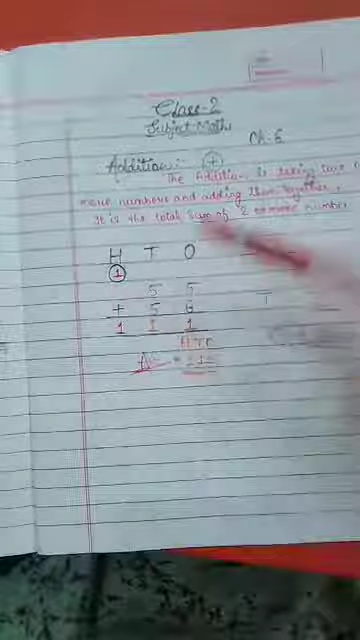 Class-2
Subject-Maths
Ch-6
Addition:- (+)
The Addition is taking two
more numbers and adding them together,
It is the total sum of 2 or more number
H T O
1
5 5
+ 5 6
1 1 1